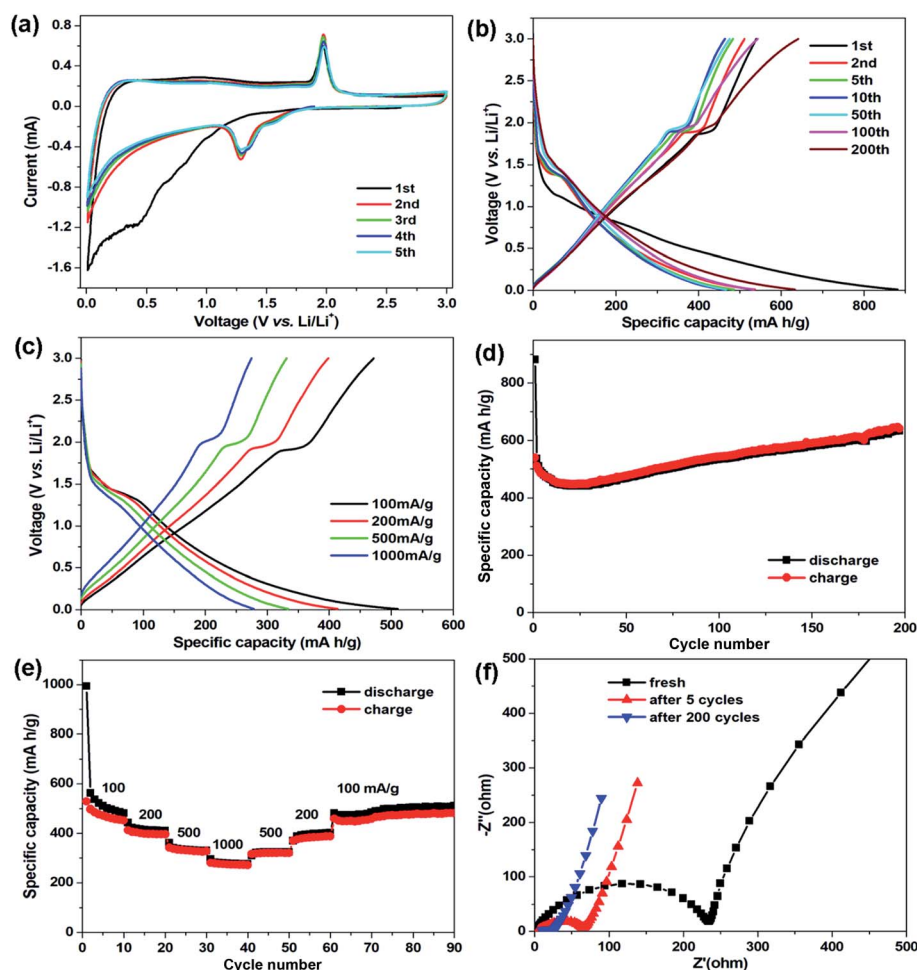 (a)
0.8
0.4
0.0
-0.4
-0.8
-1.2
-1.6
Current (mA)
1st
2nd
3rd
4th
5th
0.0 0.5 1.0 1.5 2.0 2.5 3.0
Voltage (V vs. Li/Li+)
(b)
3.0
2.5
2.0
1.5
1.0
0.5
0.0
Voltage (V vs. Li/Li+)
1st
2nd
5th
10th
50th
100th
200th
0 200 400 600 800
Specific capacity (mA h/g)
(c)
3.0
2.5
2.0
1.5
1.0
0.5
0.0
Voltage (V vs. Li/Li+)
100mA/g
200mA/g
500mA/g
1000mA/g
0 100 200 300 400 500 600
Specific capacity (mA h/g)
(d)
800
600
400
200
0
Specific capacity (mA h/g)
discharge
charge
0 50 100 150 200
Cycle number
(e)
1000
800
600
400
200
0
Specific capacity (mA h/g)
discharge
charge
100
200
500
1000
500
200
100 mA/g
0 10 20 30 40 50 60 70 80 90
Cycle number
(f)
500
400
300
200
100
0
-Z''(ohm)
fresh
after 5 cycles
after 200 cycles
0 100 200 300 400 500
Z'(ohm)